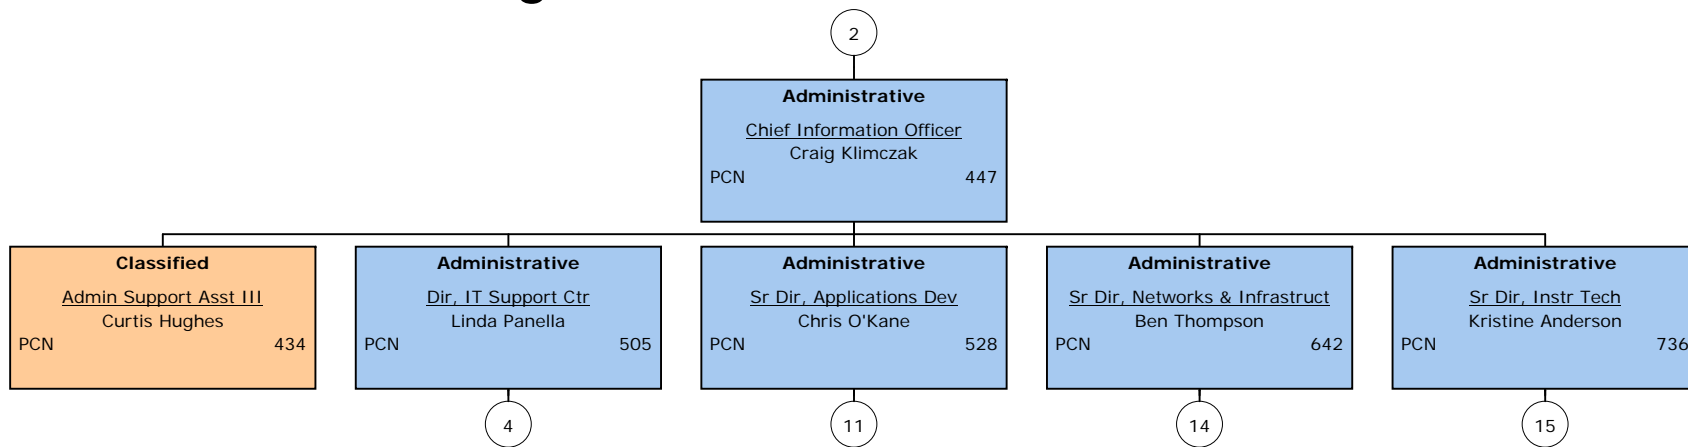 2
Administrative
Chief Information Officer
Craig Klimczak
PCN 447
Classified
Admin Support Asst III
Curtis Hughes
PCN 434
Administrative
Dir, IT Support Ctr
Linda Panella
PCN 505
Administrative
Sr Dir, Applications Dev
Chris O'Kane
PCN 528
Administrative
Sr Dir, Networks & Infrastruct
Ben Thompson
PCN 642
Administrative
Sr Dir, Instr Tech
Kristine Anderson
PCN 736
4
11
14
15